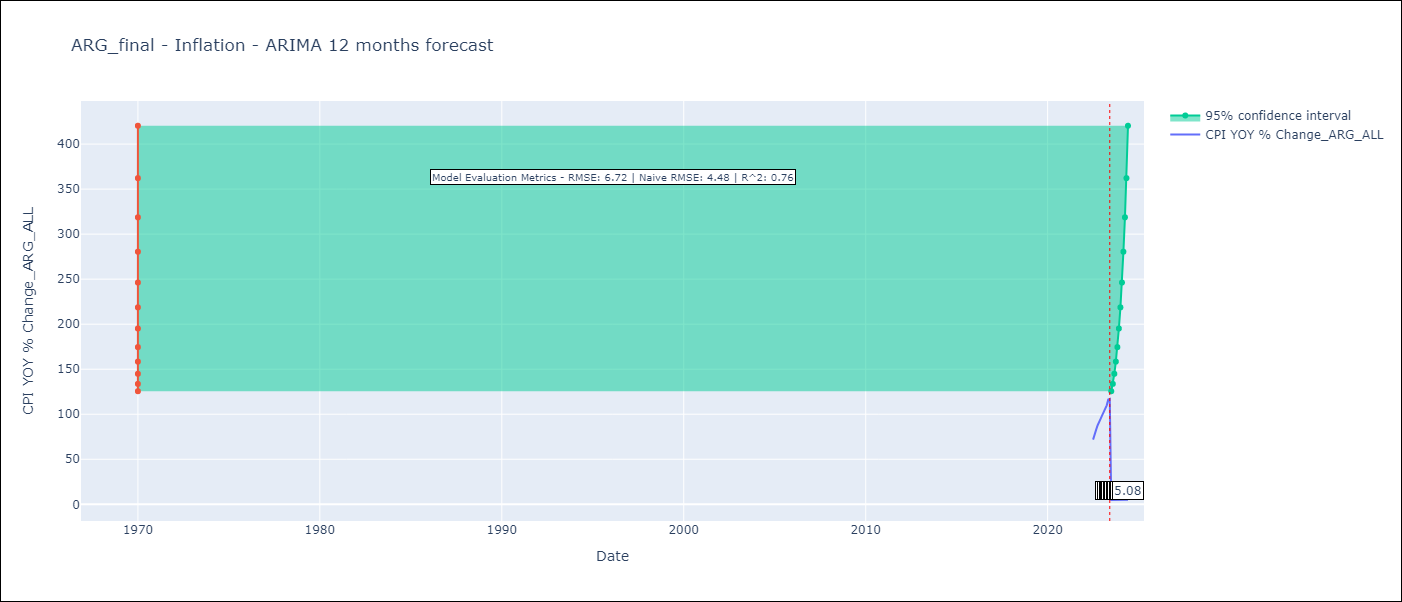 ARG_final - Inflation - ARIMA 12 months forecast
95% confidence interval
CPI YOY % Change_ARG_ALL
Model Evaluation Metrics - RMSE: 6.72 | Naive RMSE: 4.48 | R^2: 0.76
CPI YOY % Change_ARG_ALL
400
350
300
250
200
150
100
50
0
5.08
1970
1980
1990
2000
2010
2020
Date